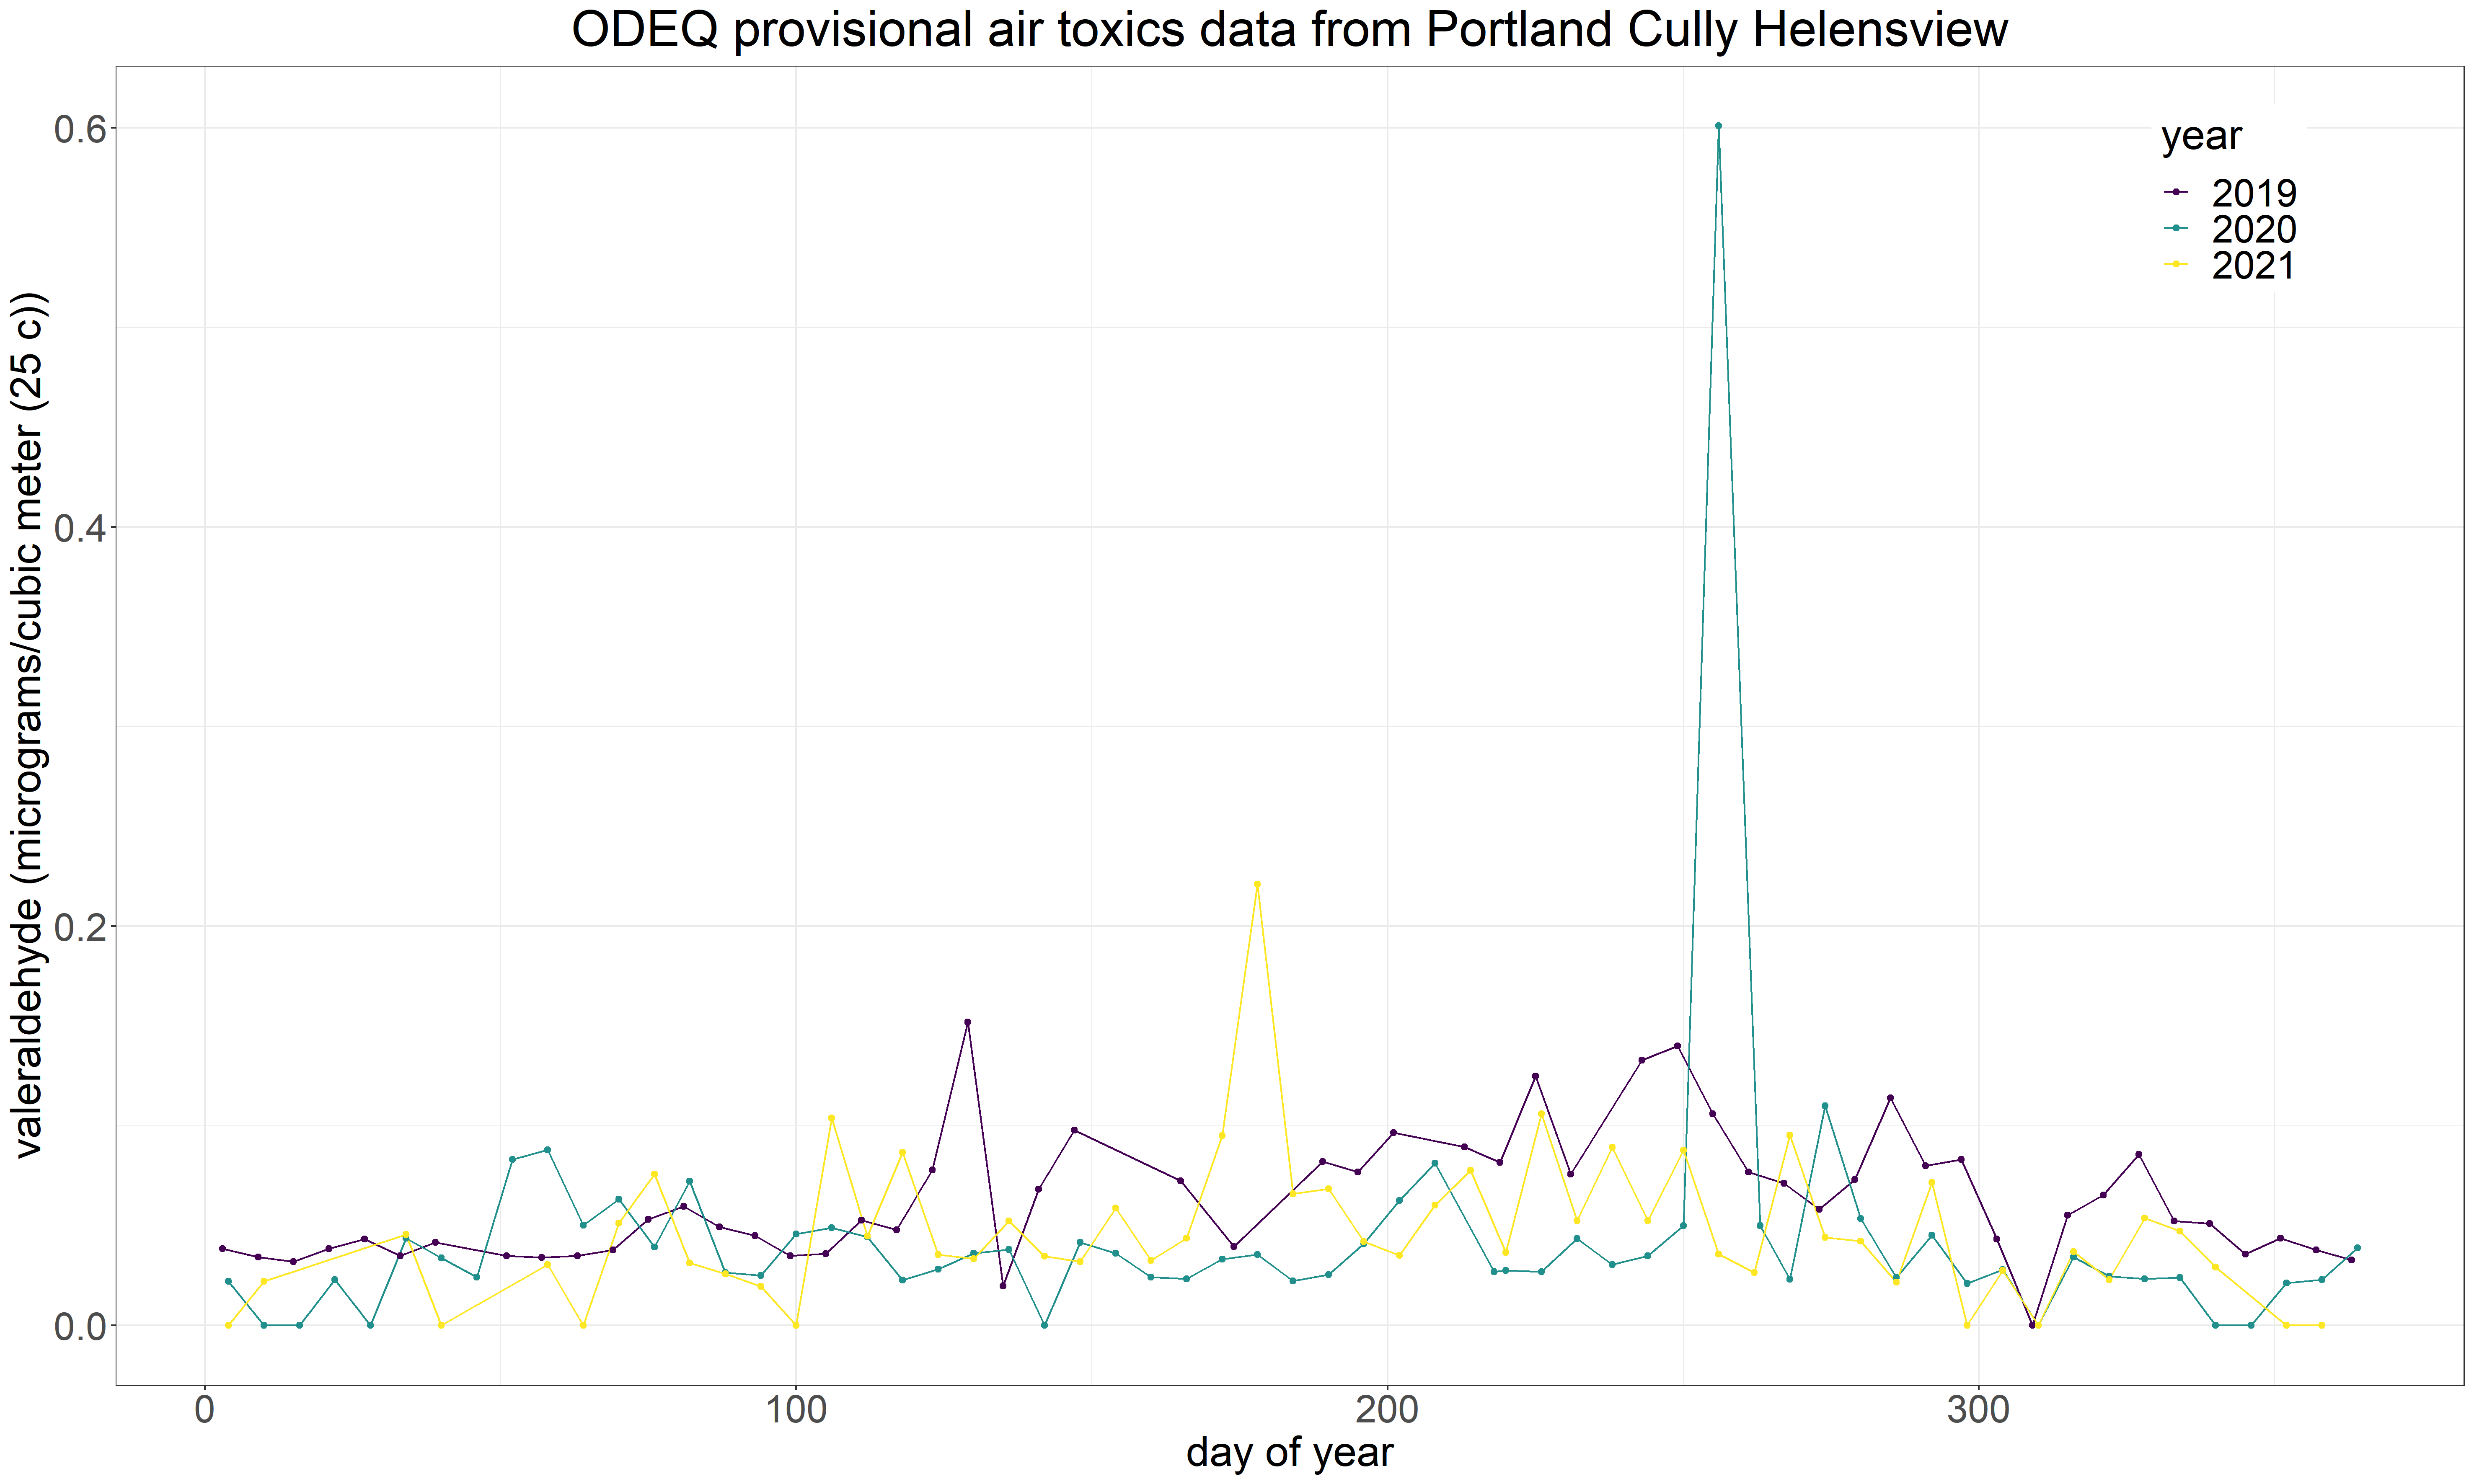 ODEQ provisional air toxics data from Portland Cully Helensview
valeraldehyde (micrograms/cubic meter (25 c))
0.6
0.4
0.2
0.0
year
2019
2020
2021
0 100 200 300
day of year